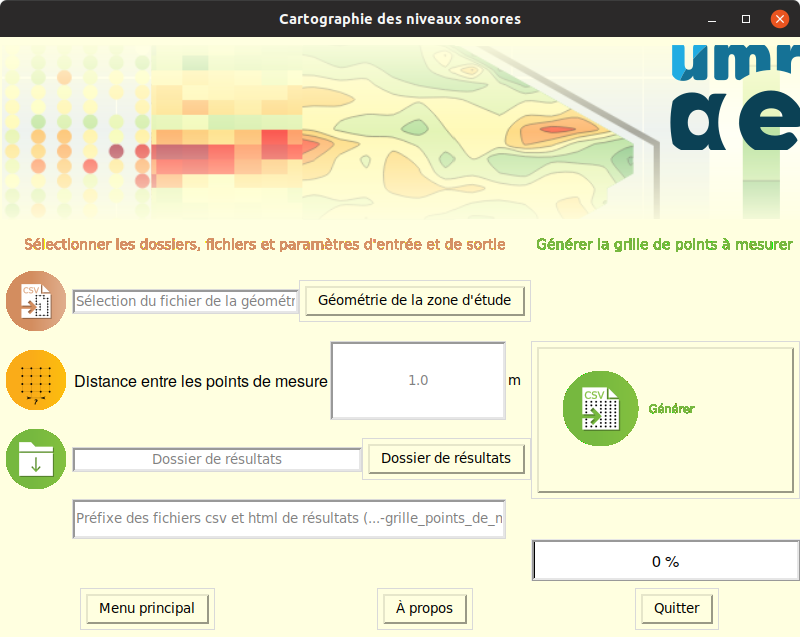 Cartographie des niveaux sonores
umr
ae
Sélectionner les dossiers, fichiers et paramètres d'entrée et de sortie
Générer la grille de points à mesurer
CSV
Sélection du fichier de la géométr
Géométrie de la zone d'étude
Distance entre les points de mesure
1.0
m
?
CSV
Générer
Dossier de résultats
Dossier de résultats
Préfixe des fichiers csv et html de résultats (...-grille_points_de_n
0 %
Menu principal
À propos
Quitter